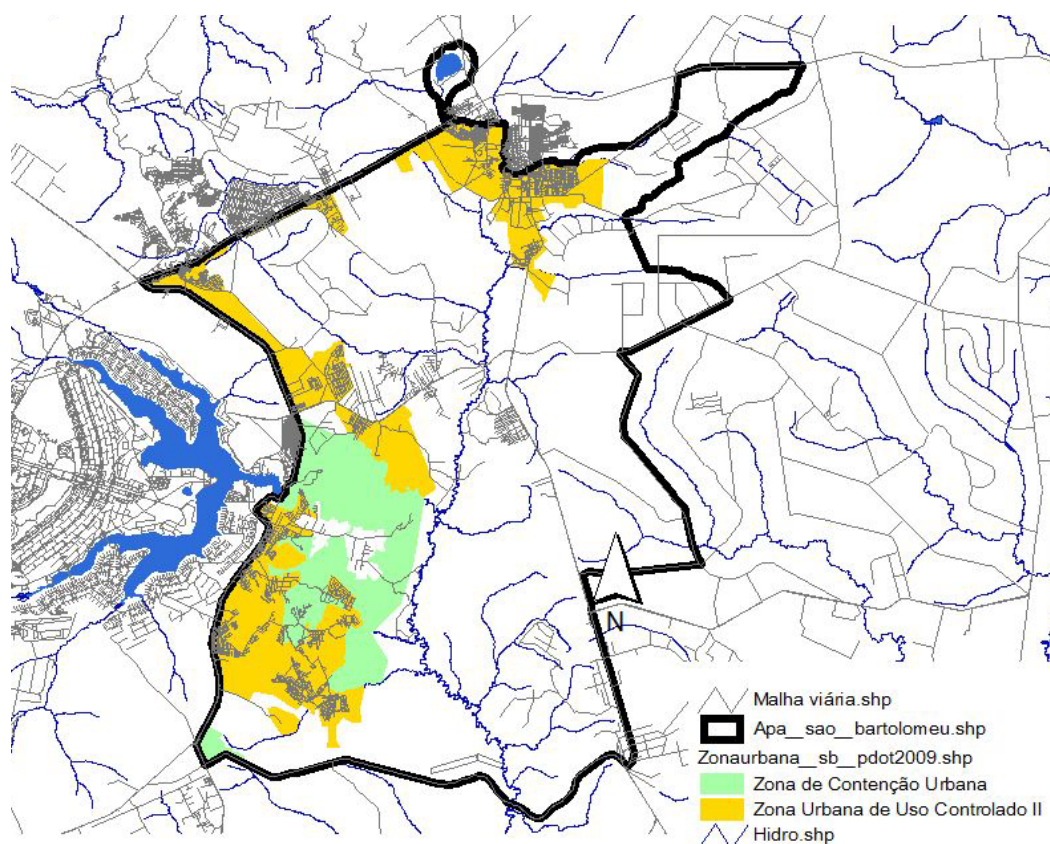 N
Malha viária.shp
Apa__sao__bartolomeu.shp
Zonaurbana__sb__pdot2009.shp
Zona de Contenção Urbana
Zona Urbana de Uso Controlado II
Hidro.shp